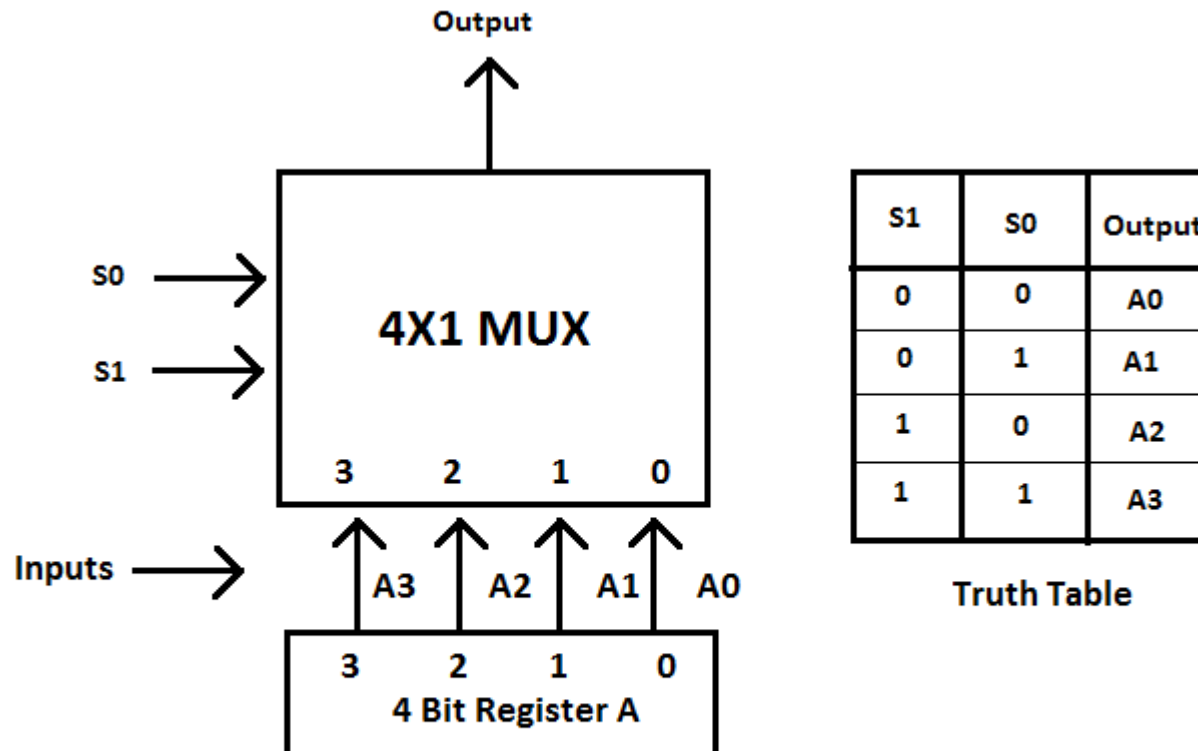 Output
S0
S1
4X1 MUX
3 2 1 0
Inputs
A3 A2 A1 A0
3 2 1 0
4 Bit Register A
S1 S0 Output
0 0 A0
0 1 A1
1 0 A2
1 1 A3
Truth Table